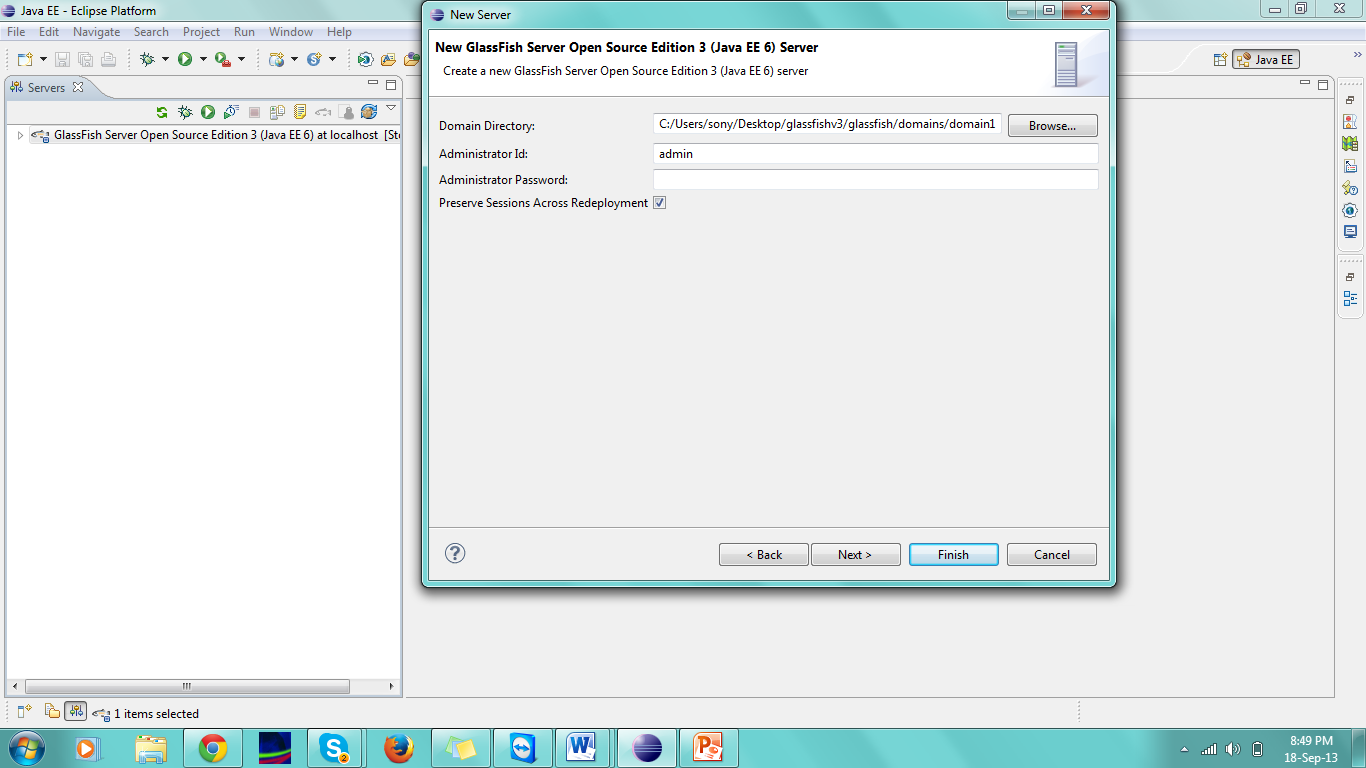 Java EE - Eclipse Platform
File Edit Navigate Search Project Run Window Help
Java EE
Servers
GlassFish Server Open Source Edition 3 (Java EE 6) at localhost [Sto
New Server
New GlassFish Server Open Source Edition 3 (Java EE 6) Server
Create a new GlassFish Server Open Source Edition 3 (Java EE 6) server
Domain Directory: C:/Users/sony/Desktop/glassfishv3/glassfish/domains/domain1 Browse...
Administrator Id: admin
Administrator Password:
Preserve Sessions Across Redeployment
?
< Back Next > Finish Cancel
1 items selected
2
8:49 PM
18-Sep-13